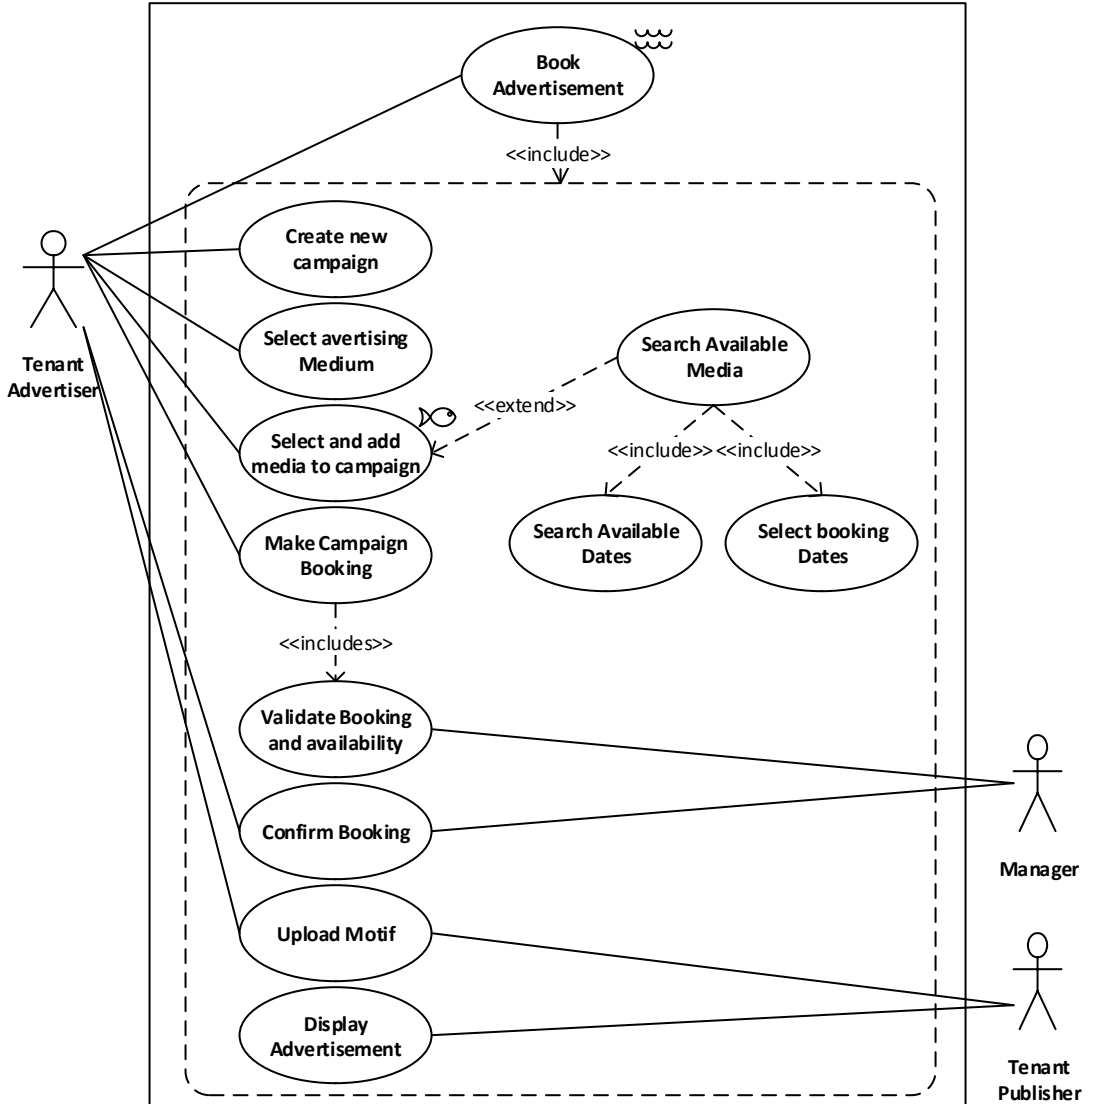 Book
Advertisement
<<include>>
Create new
campaign
Select avertising
Medium
Search Available
Media
Tenant
Advertiser
<<extend>>
Select and add
media to campaign
<<include>>
<<include>>
Search Available
Dates
Select booking
Dates
Make Campaign
Booking
<<includes>>
Validate Booking
and availability
Confirm Booking
Manager
Upload Motif
Display
Advertisement
Tenant
Publisher